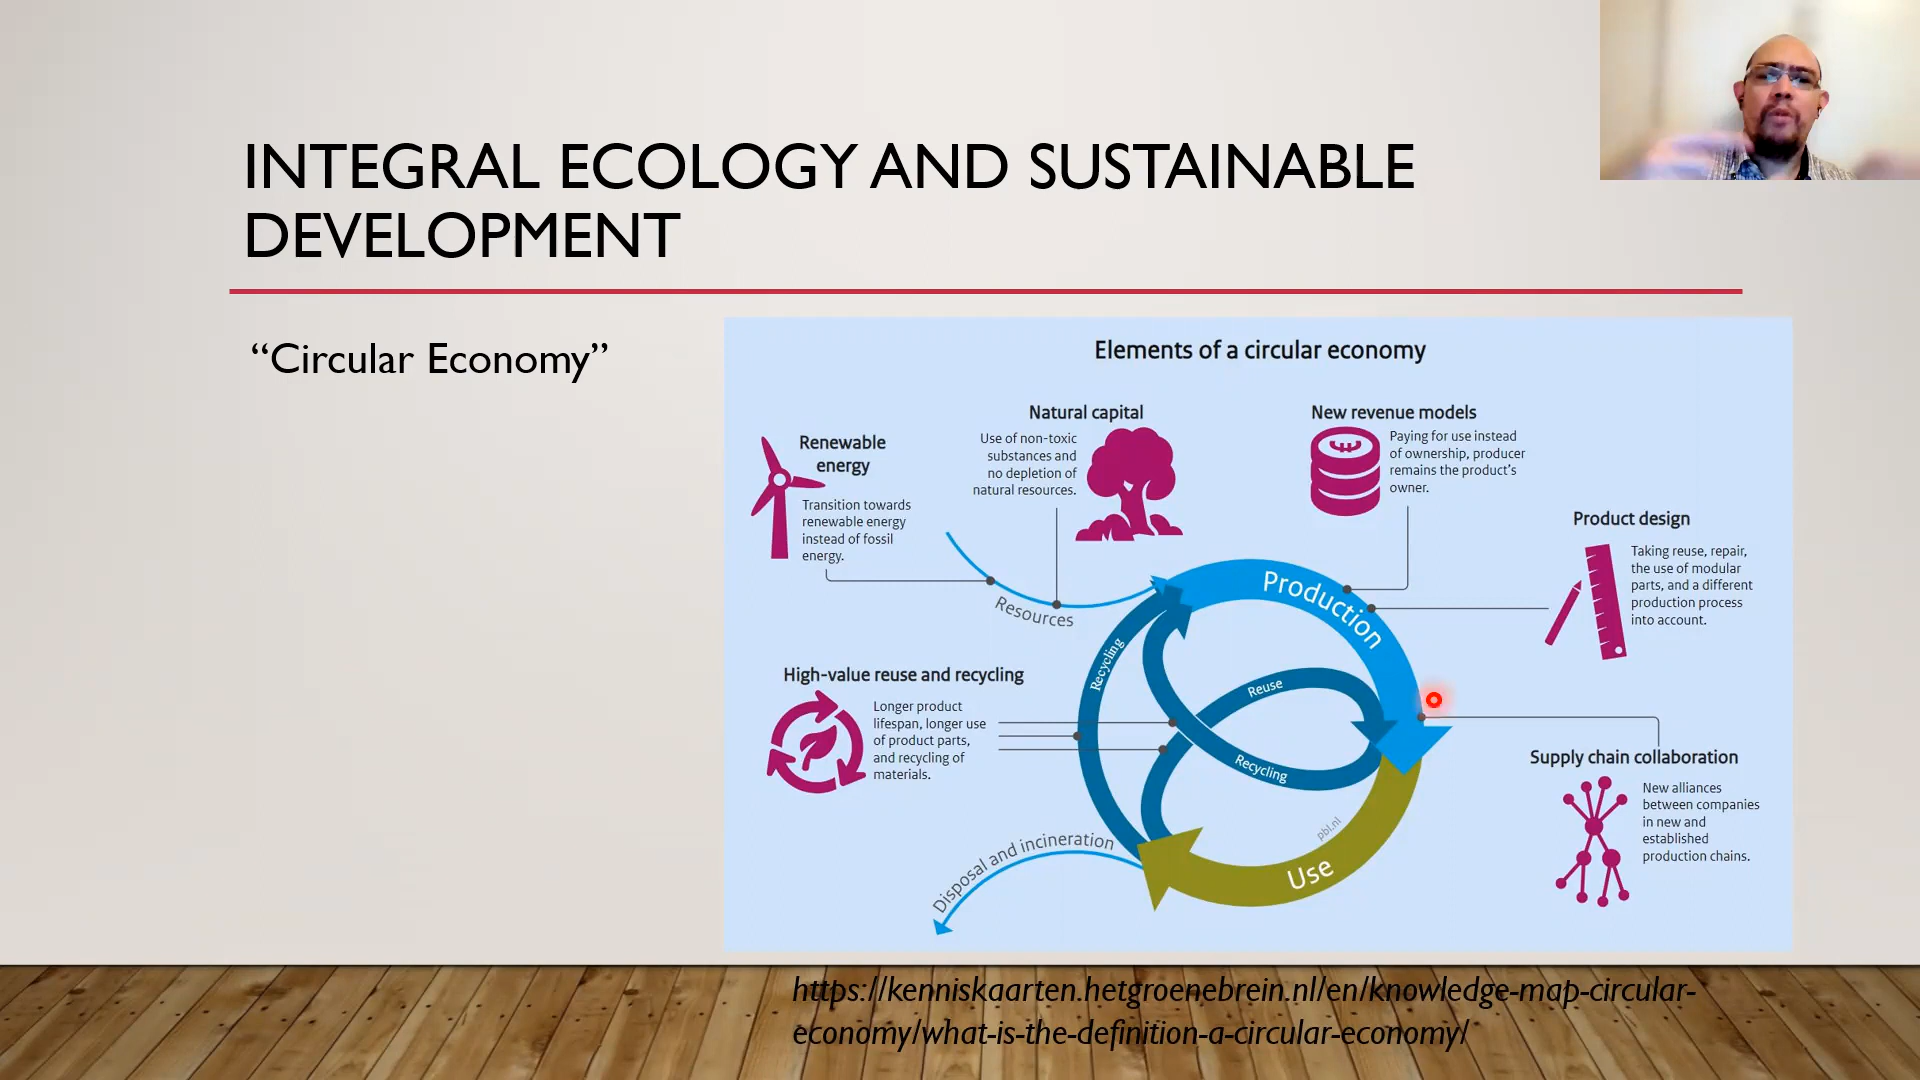 INTEGRAL ECOLOGY AND SUSTAINABLE
DEVELOPMENT
“Circular Economy”
Elements of a circular economy
Renewable
energy
Transition towards
renewable energy
instead of fossil
energy.
Natural capital
Use of non-toxic
substances and
no depletion of
natural resources.
New revenue models
Paying for use instead
of ownership, producer
remains the product's
owner.
Product design
Taking reuse, repair,
the use of modular
parts, and a different
production process
into account.
Resources
Production
Recycling
Reuse
Recycling
High-value reuse and recycling
Longer product
lifespan, longer use
of product parts,
and recycling of
materials.
Supply chain collaboration
New alliances
between companies
in new and
established
production chains.
pbl.nl
Use
Disposal and incineration
https://kenniskaarten.hetgroenebrein.nl/en/knowledge-map-circular-
economy/what-is-the-definition-a-circular-economy/